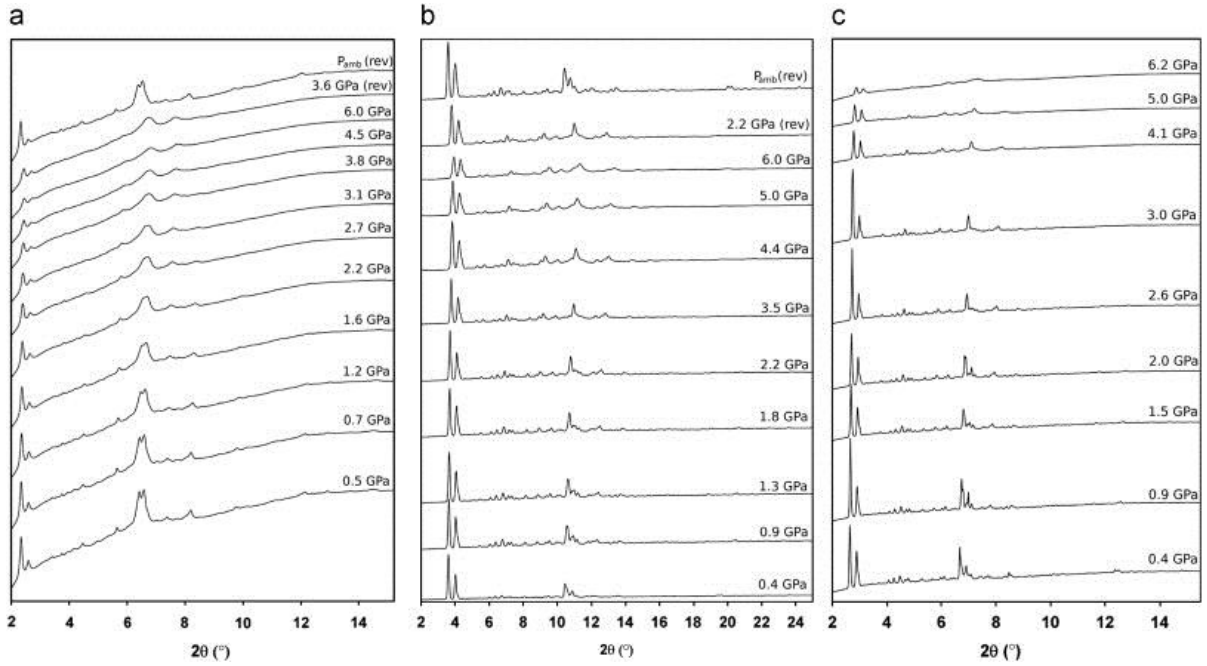 a
P_amb (rev)
3.6 GPa (rev)
6.0 GPa
4.5 GPa
3.8 GPa
3.1 GPa
2.7 GPa
2.2 GPa
1.6 GPa
1.2 GPa
0.7 GPa
0.5 GPa
2 4 6 8 10 12 14
2θ (°)
b
P_amb(rev)
2.2 GPa (rev)
6.0 GPa
5.0 GPa
4.4 GPa
3.5 GPa
2.2 GPa
1.8 GPa
1.3 GPa
0.9 GPa
0.4 GPa
2 4 6 8 10 12 14 16 18 20 22 24
2θ (°)
c
6.2 GPa
5.0 GPa
4.1 GPa
3.0 GPa
2.6 GPa
2.0 GPa
1.5 GPa
0.9 GPa
0.4 GPa
2 4 6 8 10 12 14
2θ (°)